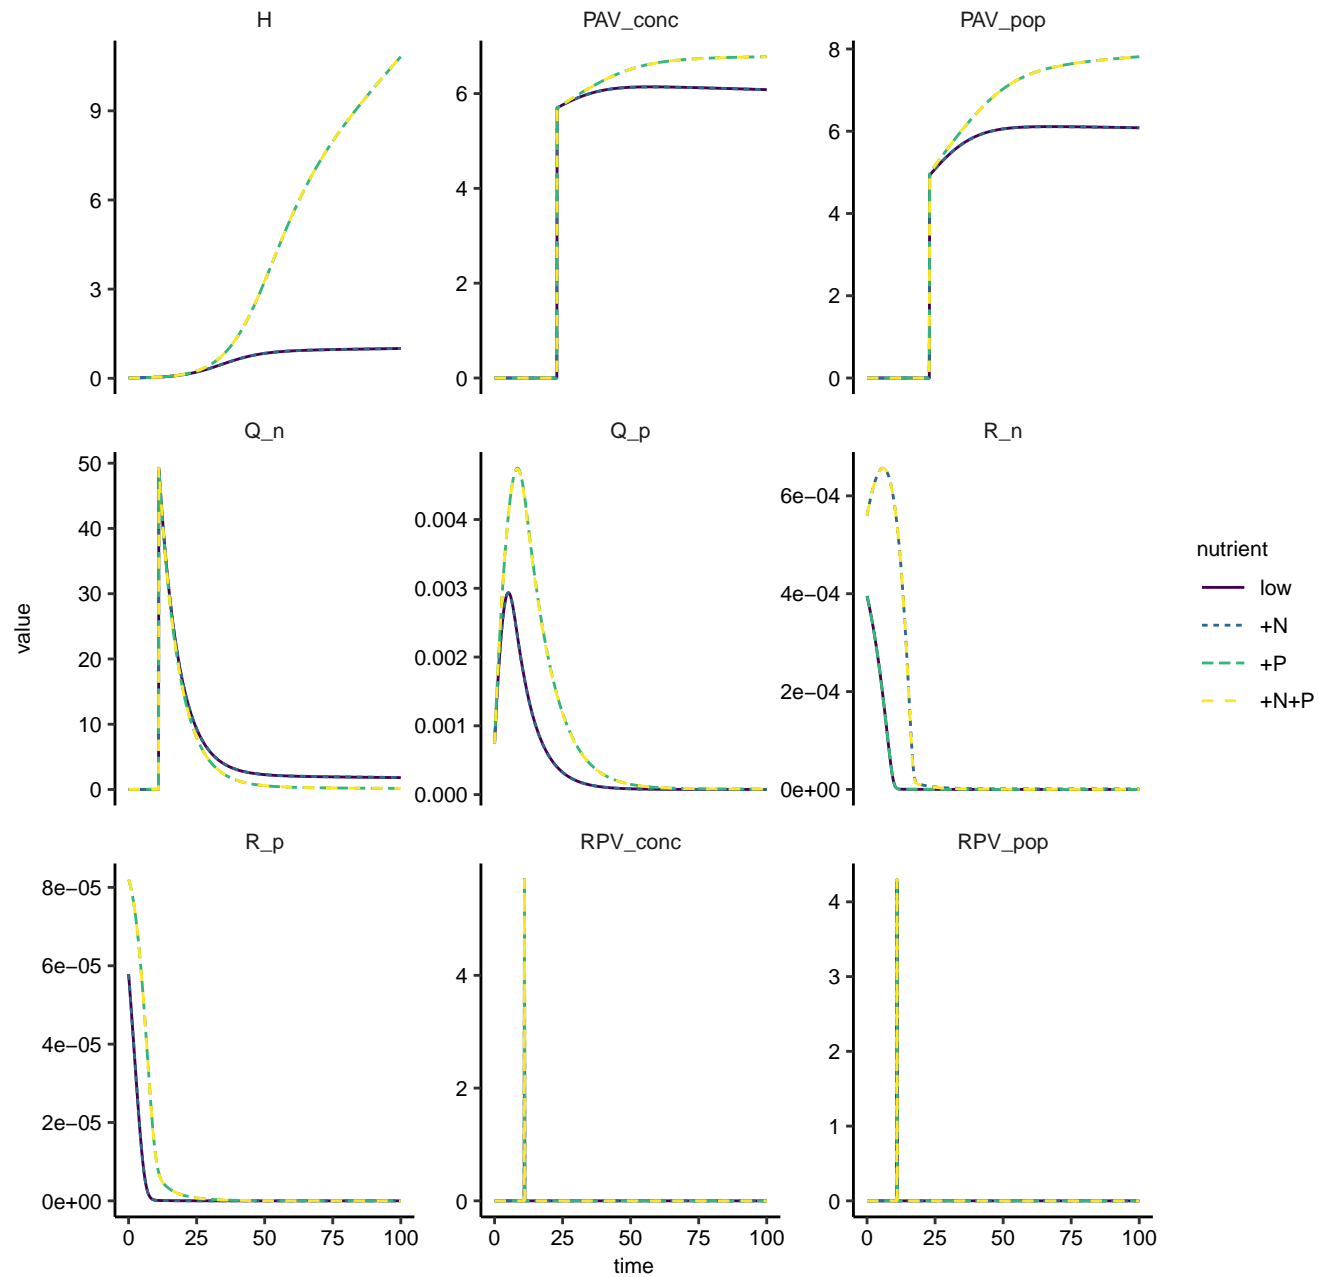 H
PAV_conc
PAV_pop
9
6
3
0
6
4
2
0
8
6
4
2
0
Q_n
Q_p
R_n
50
40
30
20
10
0
0.004
0.003
0.002
0.001
0.000
6e−04
4e−04
2e−04
0e+00
value
nutrient
low
+N
+P
+N+P
R_p
RPV_conc
RPV_pop
8e−05
6e−05
4e−05
2e−05
0e+00
4
2
0
4
3
2
1
0
0 25 50 75 100
0 25 50 75 100
0 25 50 75 100
time